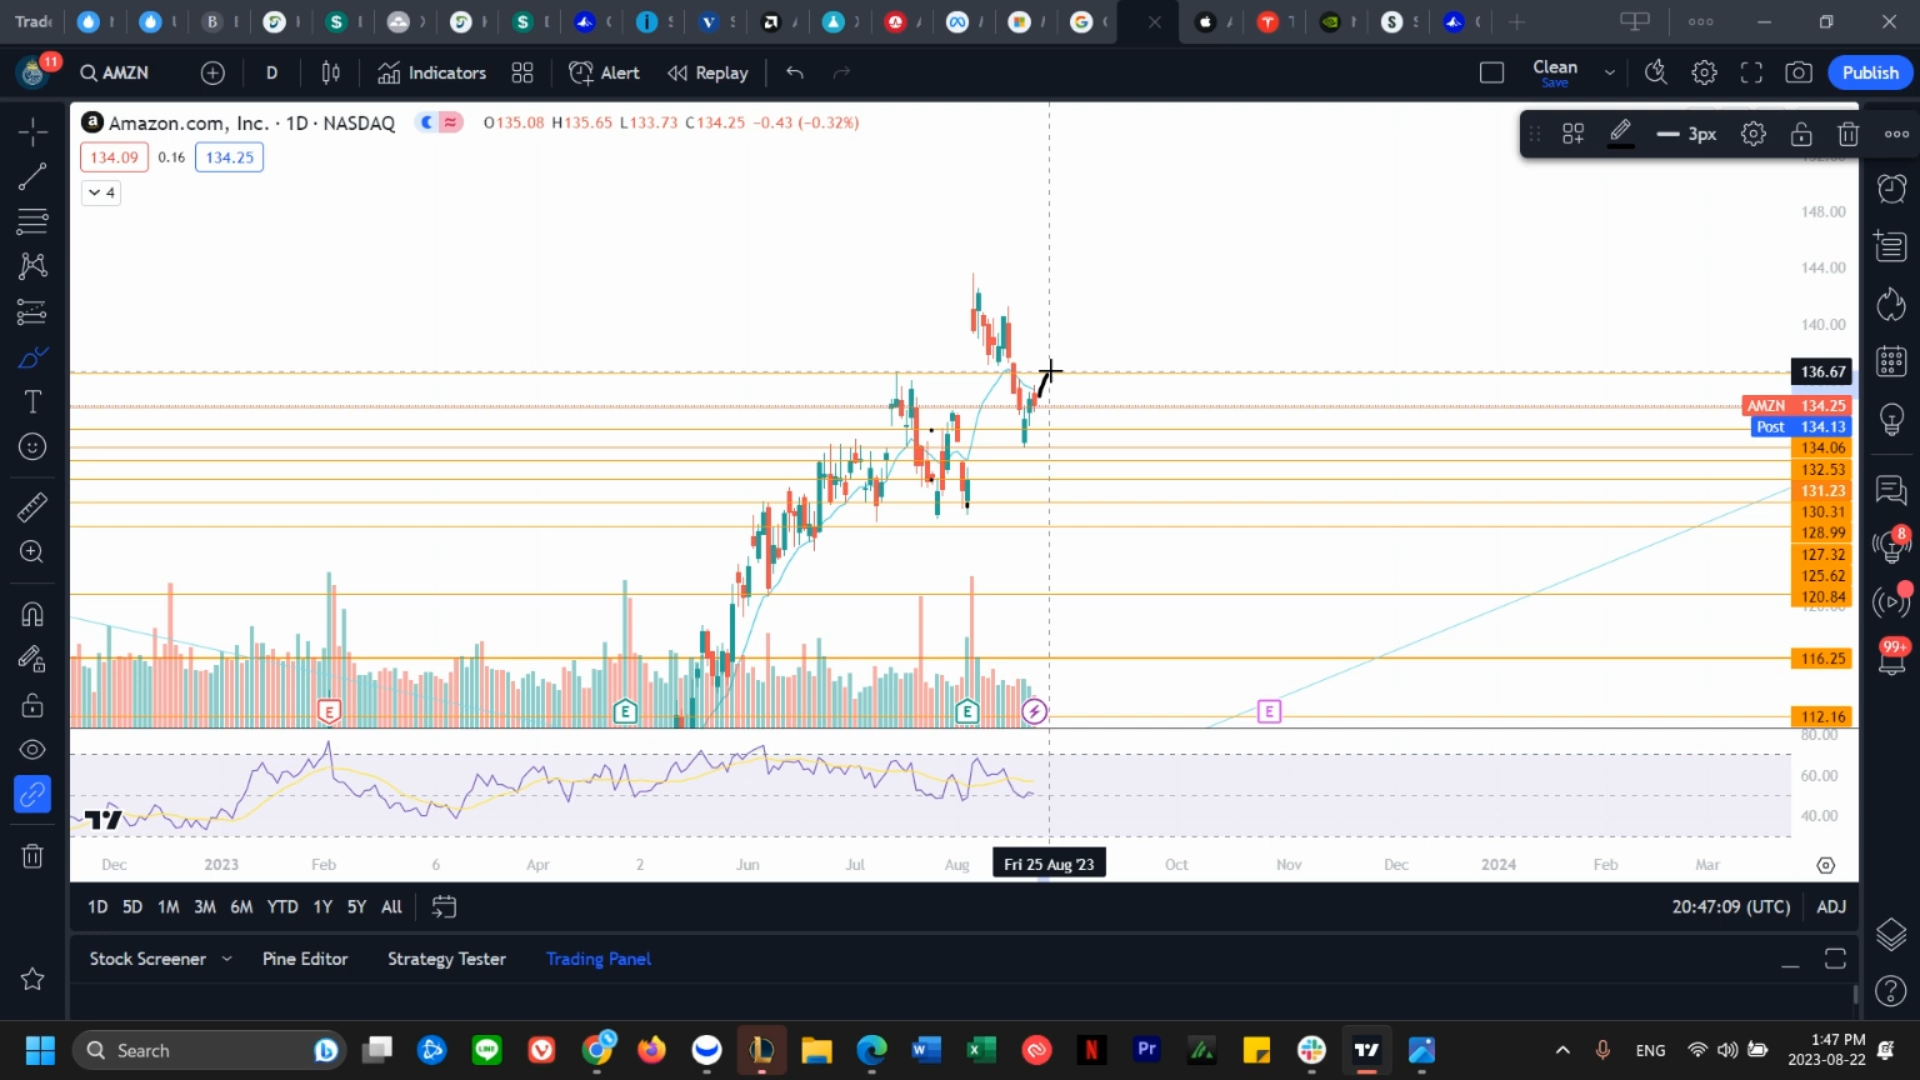 Trade
AMZN
D
Indicators
Alert
Replay
Clean
Save
Publish
11
Amazon.com, Inc. · 1D · NASDAQ
O135.08 H135.65 L133.73 C134.25 −0.43 (−0.32%)
134.09
0.16
134.25
4
3px
148.00
144.00
140.00
136.67
AMZN 134.25
Post 134.13
134.06
132.53
131.23
130.31
128.99
127.32
125.62
120.84
116.25
112.16
E
E
E
E
80.00
60.00
40.00
Dec
2023
Feb
6
Apr
2
Jun
Jul
Aug
Fri 25 Aug '23
Oct
Nov
Dec
2024
Feb
Mar
8
99+
1D
5D
1M
3M
6M
YTD
1Y
5Y
All
20:47:09 (UTC)
ADJ
Stock Screener
Pine Editor
Strategy Tester
Trading Panel
Search
ENG
1:47 PM
2023-08-22